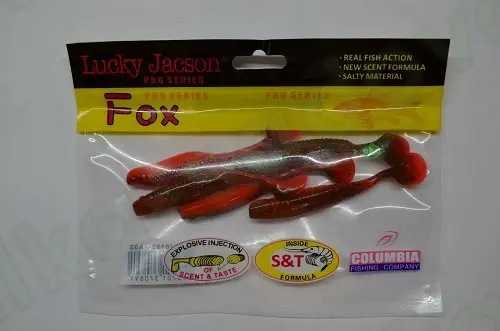 Lucky Jacson
PRO SERIES
• REAL FISH ACTION
• NEW SCENT FORMULA
• SALTY MATERIAL
Fox
PRO SERIES
PRO SERIES
EXPLOSIVE INJECTION
OF
SCENT & TASTE
INSIDE
S&T
FORMULA
COLUMBIA
FISHING COMPANY